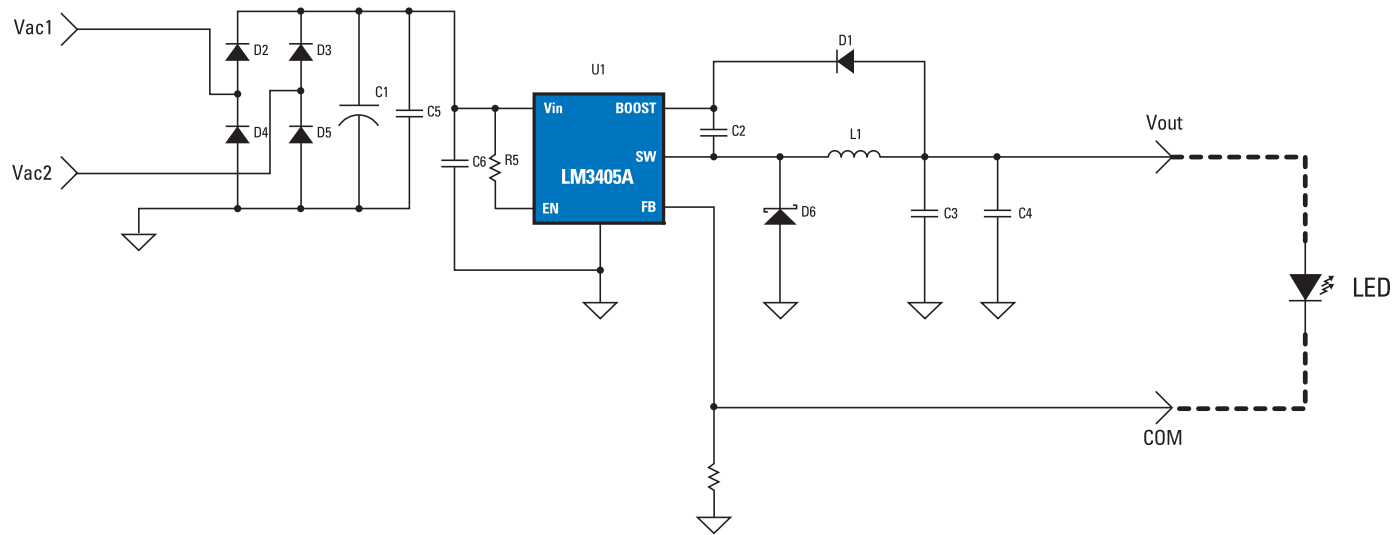 Vac1
Vac2
D2
D3
D4
D5
C1
C5
C6
R5
U1
Vin
BOOST
SW
LM3405A
EN
FB
D1
C2
L1
D6
C3
C4
Vout
LED
COM